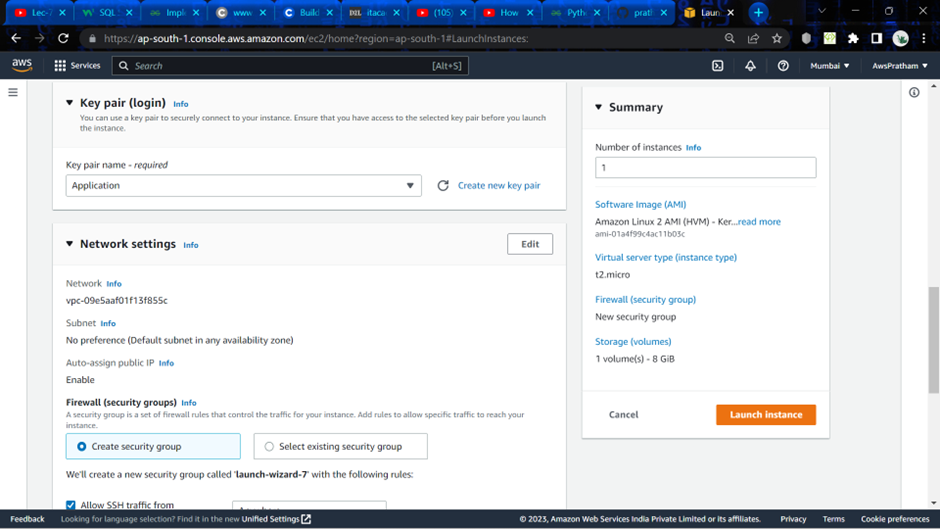 Lec-7
SQL S
Imple
www
Build
itaca
(105)
How
Pyth
prath
Laun
https://ap-south-1.console.aws.amazon.com/ec2/home?region=ap-south-1#LaunchInstances:
aws
Services
Search
[Alt+S]
Mumbai
AwsPratham
Key pair (login) Info
You can use a key pair to securely connect to your instance. Ensure that you have access to the selected key pair before you launch
the instance.
Key pair name - required
Application
Create new key pair
Network settings Info
Edit
Network Info
vpc-09e5aaf01f13f855c
Subnet Info
No preference (Default subnet in any availability zone)
Auto-assign public IP Info
Enable
Firewall (security groups) Info
A security group is a set of firewall rules that control the traffic for your instance. Add rules to allow specific traffic to reach your
instance.
Create security group
Select existing security group
We'll create a new security group called 'launch-wizard-7' with the following rules:
Allow SSH traffic from
Summary
Number of instances Info
1
Software Image (AMI)
Amazon Linux 2 AMI (HVM) - Ker...read more
ami-01a4f99c4ac11b03c
Virtual server type (instance type)
t2.micro
Firewall (security group)
New security group
Storage (volumes)
1 volume(s) - 8 GiB
Cancel
Launch instance
Feedback
Looking for language selection? Find it in the new Unified Settings
© 2023, Amazon Web Services India Private Limited or its affiliates.
Privacy
Terms
Cookie preferences